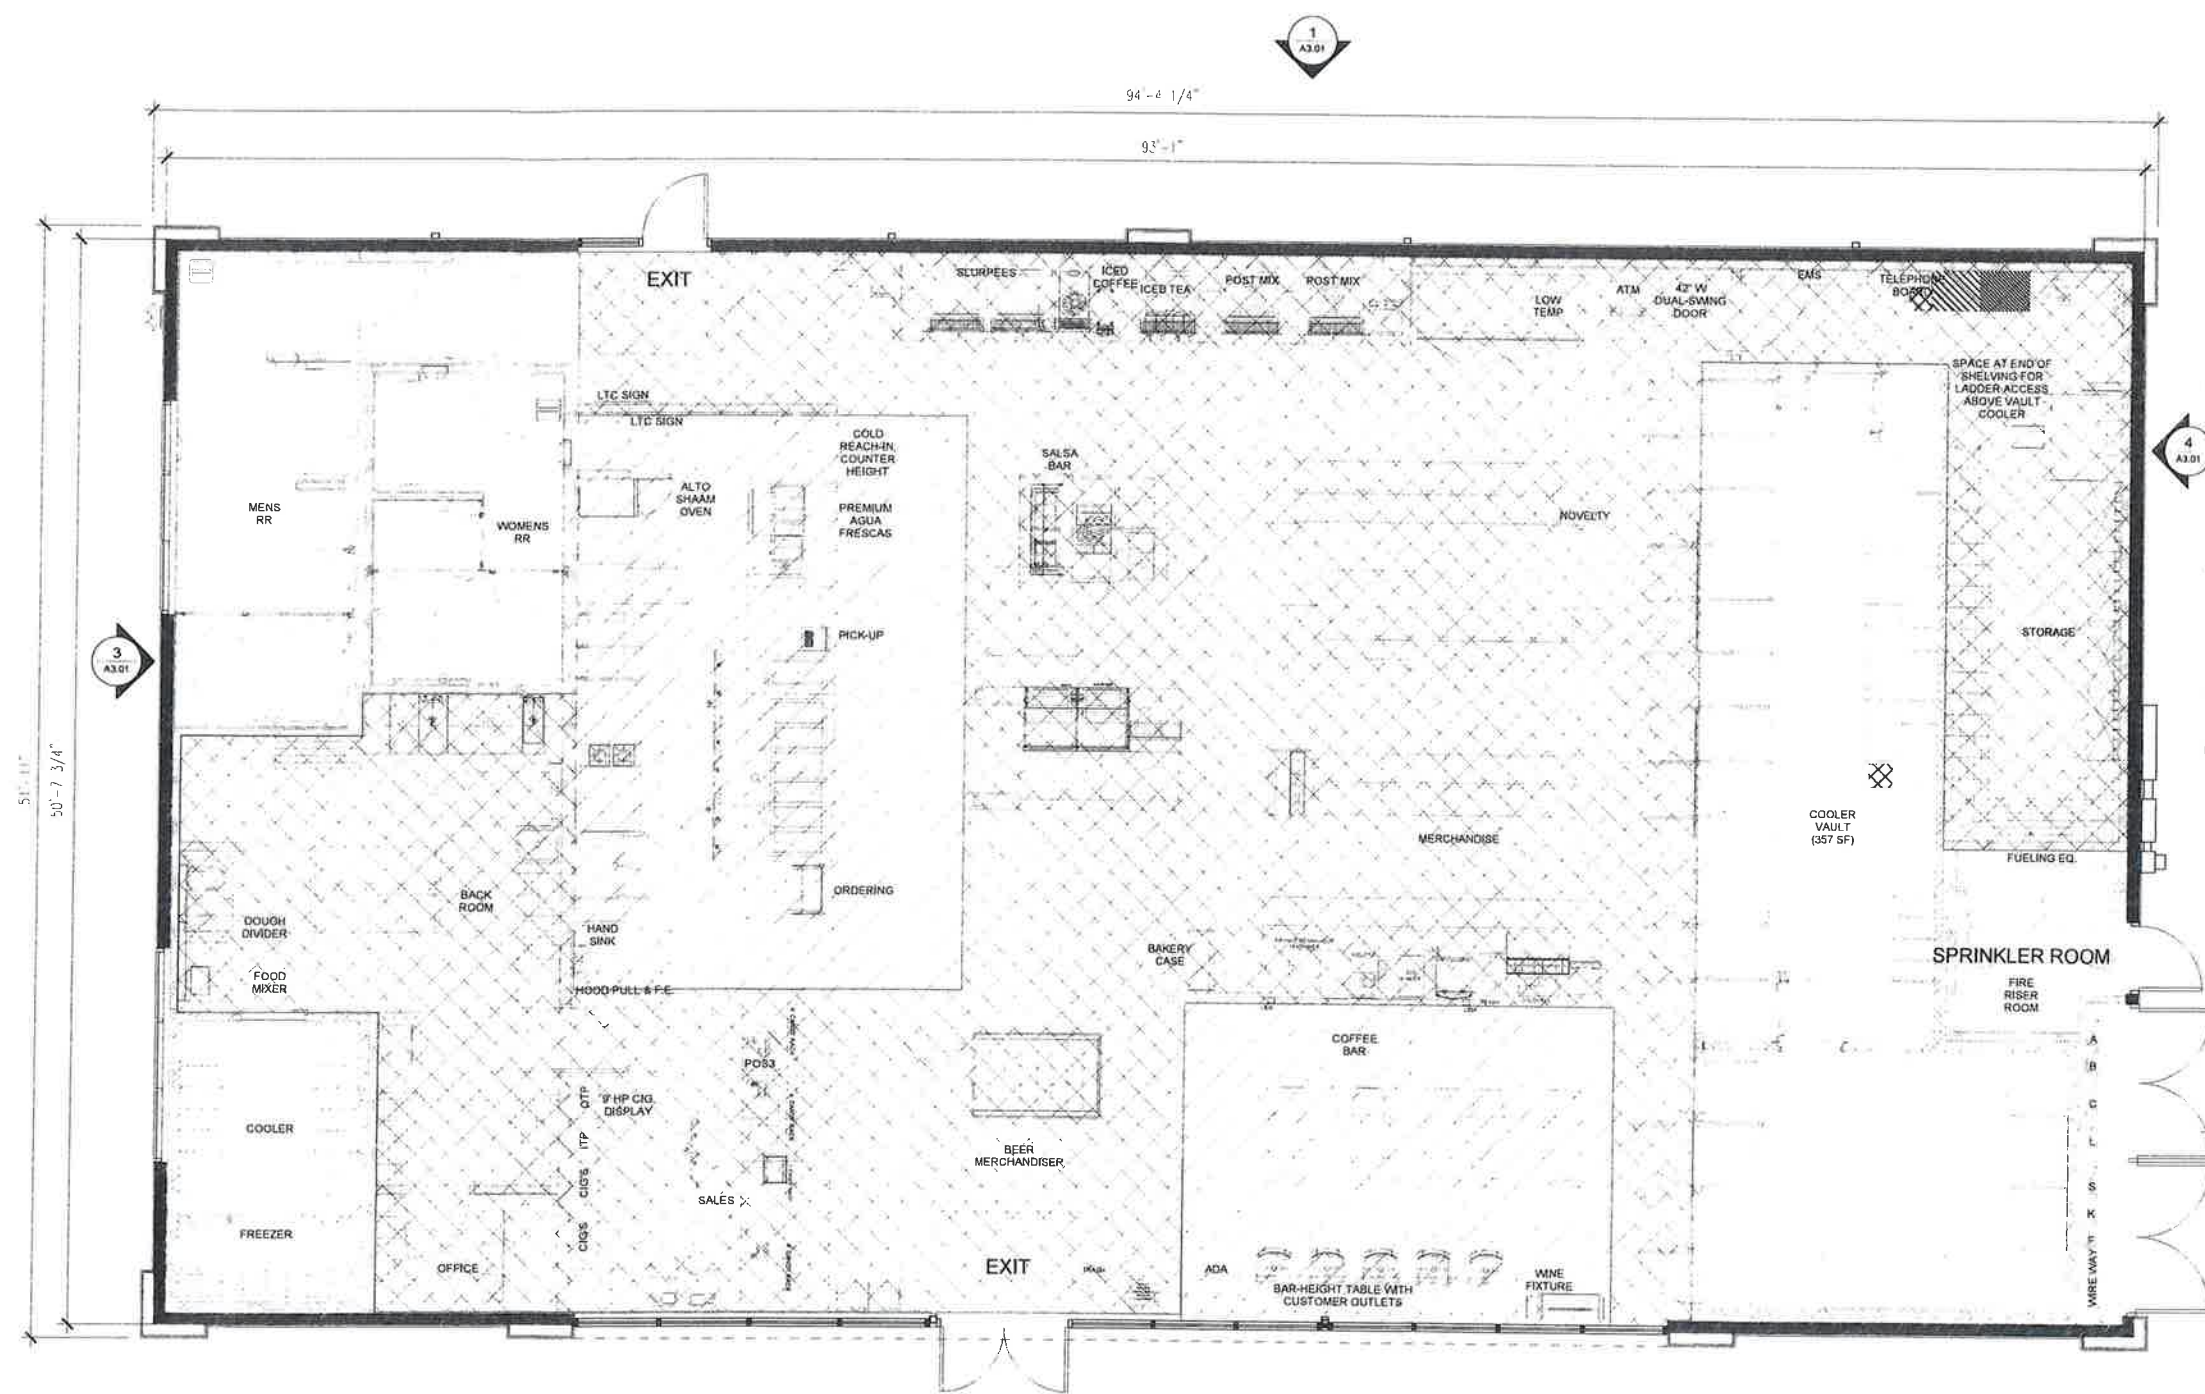 1
A3.01
94'-4 1/4"
93'-1"
51'-11"
50'-7 3/4"
EXIT
SLURPEES
ICED
COFFEE
ICED TEA
POST MIX
POST MIX
LOW
TEMP
ATM
42" W
DUAL-SWING
DOOR
EMS
TELEPHONE
BOARD
SPACE AT END OF
SHELVING FOR
LADDER ACCESS
ABOVE VAULT
COOLER
LTC SIGN
LTC SIGN
COLD
REACH-IN,
COUNTER
HEIGHT
PREMIUM
AGUA
FRESCAS
ALTO
SHAAM
OVEN
SALSA
BAR
4
A3.01
MENS
RR
WOMENS
RR
NOVELTY
PICK-UP
STORAGE
3
A3.01
MERCHANDISE
COOLER
VAULT
(357 SF)
FUELING EQ.
ORDERING
BACK
ROOM
DOUGH
DIVIDER
HAND
SINK
FOOD
MIXER
HOOD PULL & F.E.
BAKERY
CASE
SPRINKLER ROOM
FIRE
RISER
ROOM
COFFEE
BAR
POS3
9' HP CIG.
DISPLAY
OTP
ITP
CIGS
CIGS
COOLER
BEER
MERCHANDISER
SALES
FREEZER
OFFICE
EXIT
ADA
BAR-HEIGHT TABLE WITH
CUSTOMER OUTLETS
WINE
FIXTURE
A
B
C
L
S
K
F
WIRE WAY